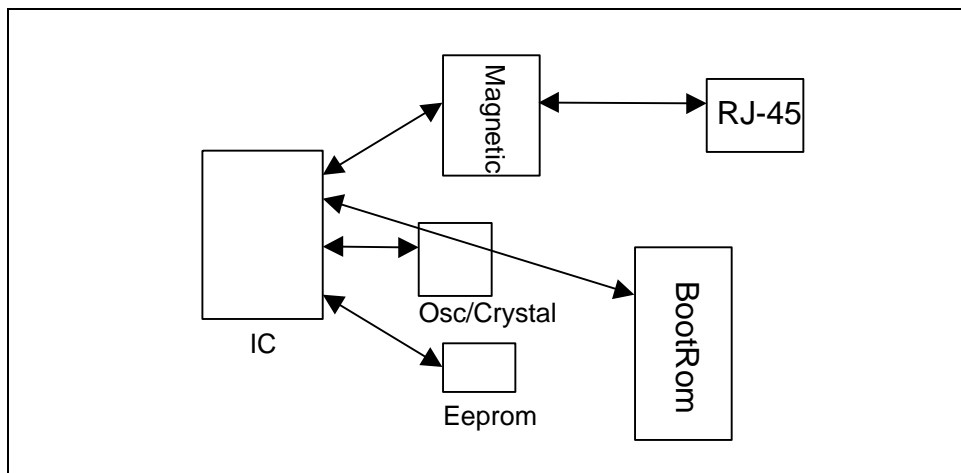 Magnetic
RJ-45
IC
Osc/Crystal
BootRom
Eeprom